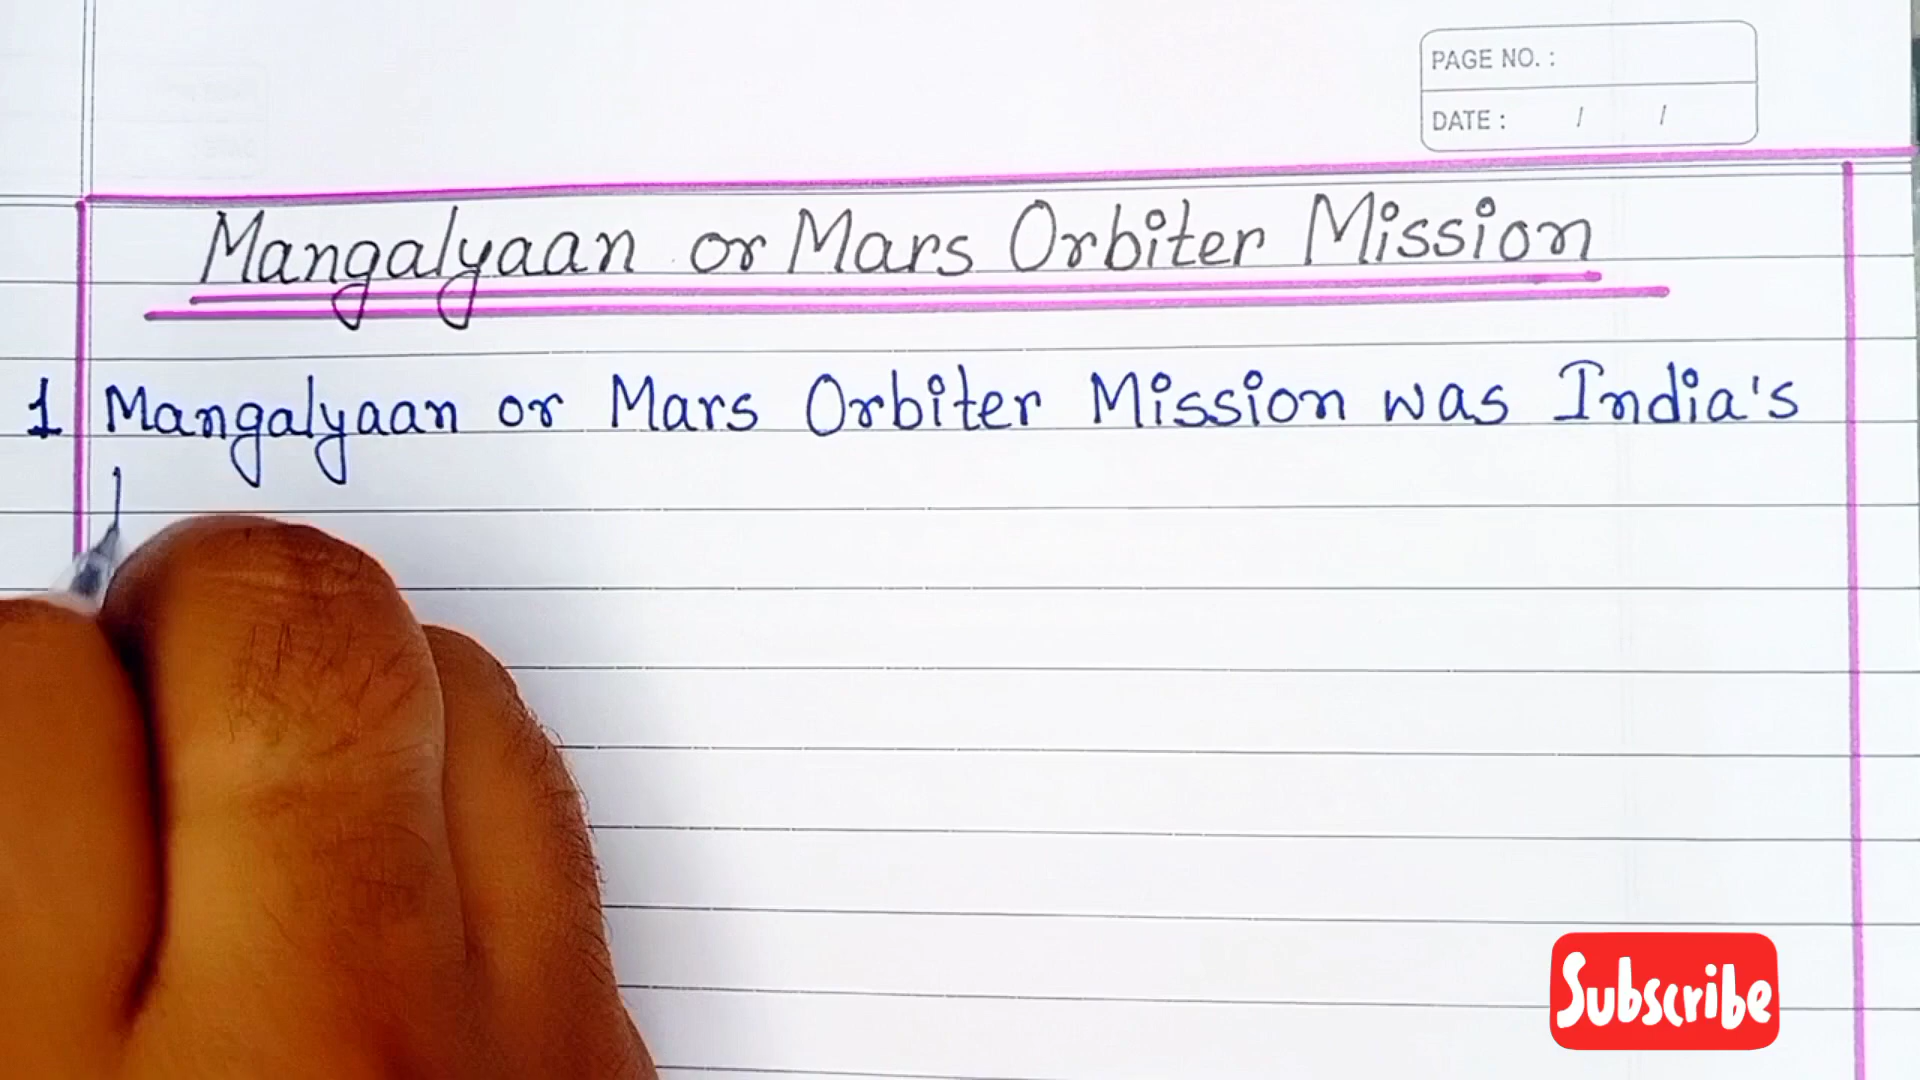 PAGE NO. :
DATE : / /
Mangalyaan or Mars Orbiter Mission
1 Mangalyaan or Mars Orbiter Mission was India's
Subscribe